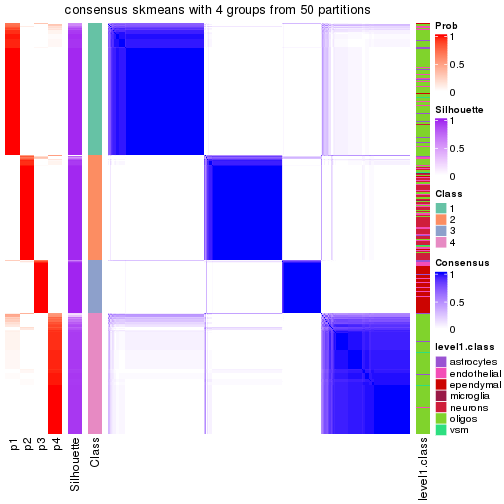 consensus skmeans with 4 groups from 50 partitions
Prob
1
0.5
0
Silhouette
1
0.5
0
Class
1
2
3
4
Consensus
1
0.5
0
level1.class
astrocytes
endothelial
ependymal
microglia
neurons
oligos
vsm
p1
p2
p3
p4
Silhouette
Class
level1.class